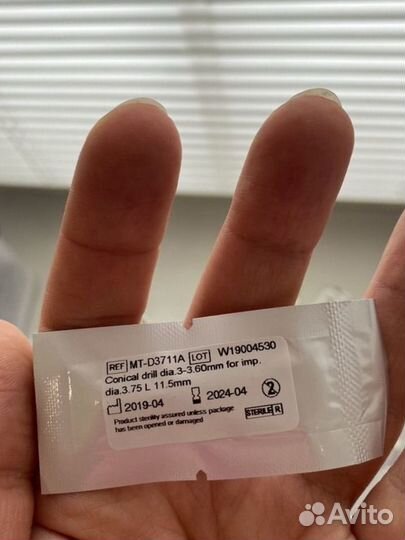 REF MT-D3711A LOT W19004530
Conical drill dia.3-3.60mm for imp.
dia.3.75 L 11.5mm
2019-04 2024-04 2
Product sterility assured unless package
has been opened or damaged
STERILE R
Avito